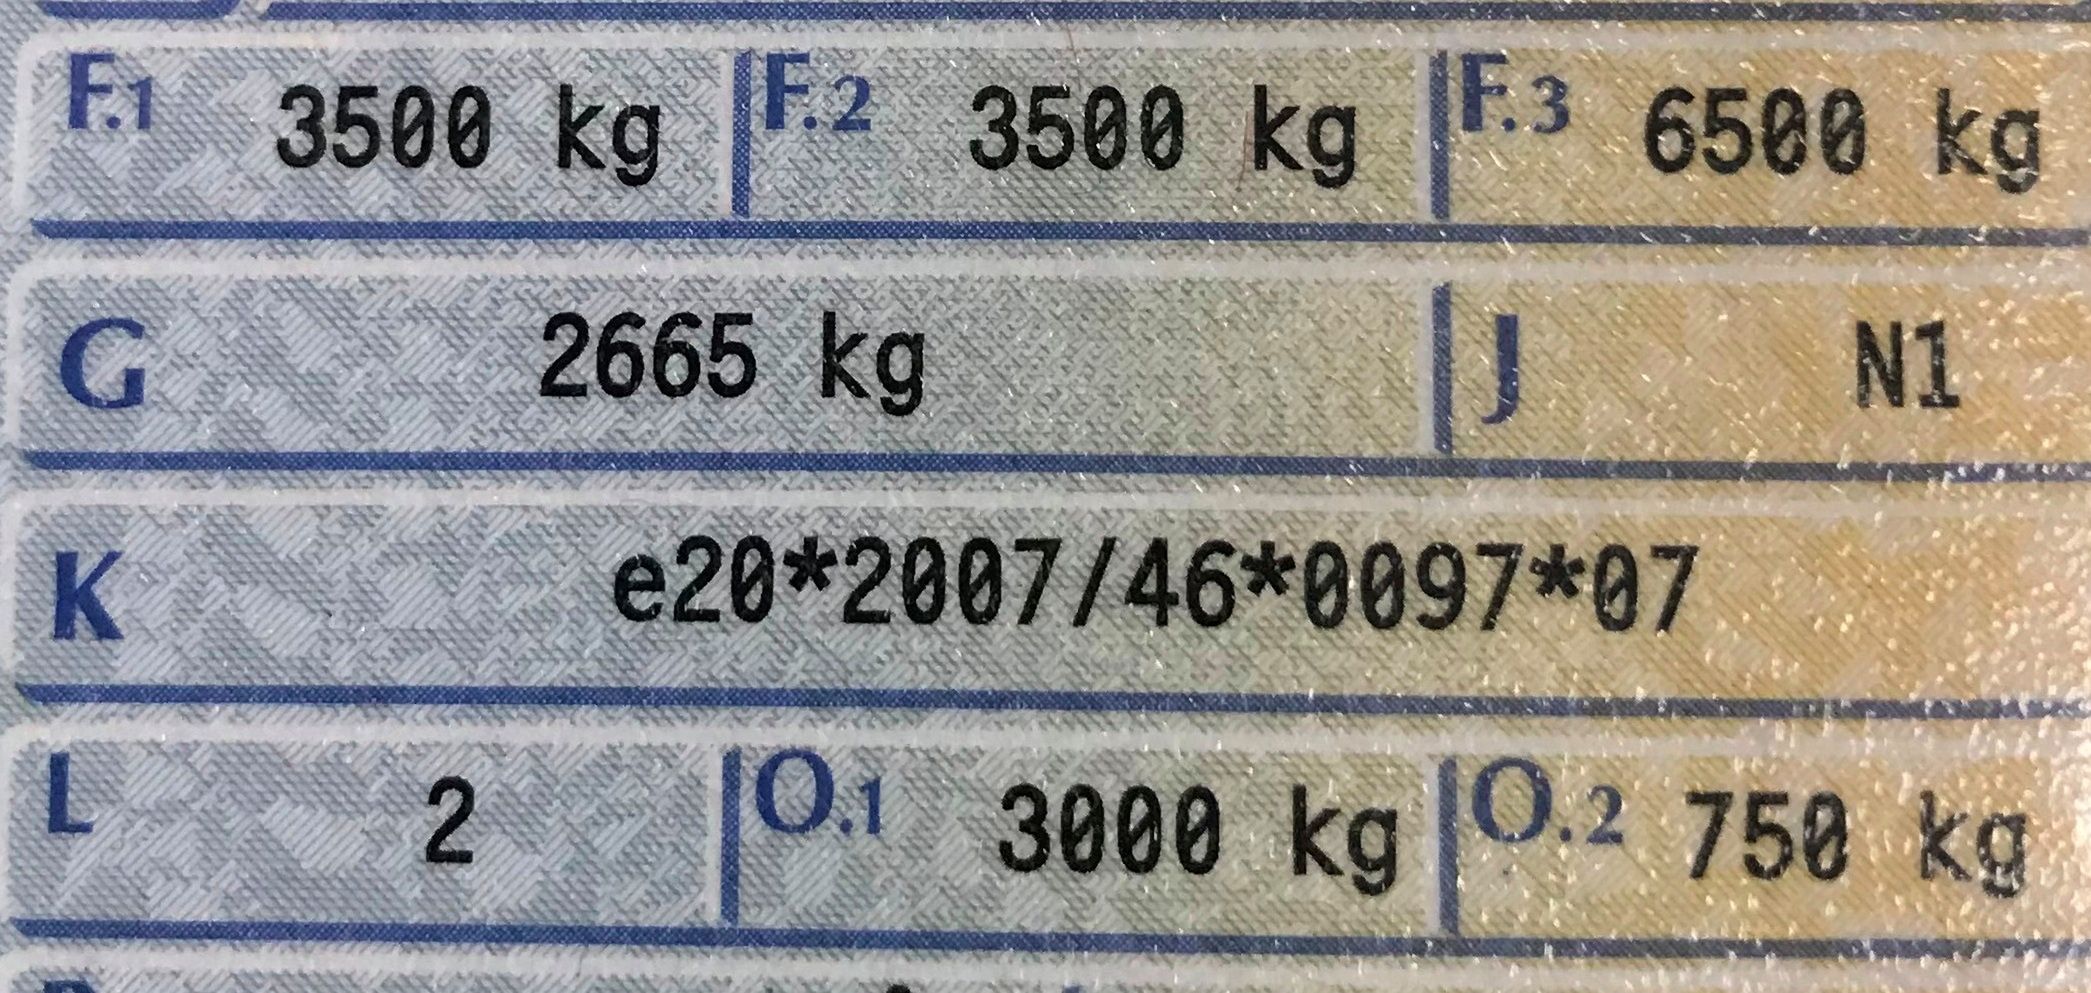 F.1 3500 kg F.2 3500 kg F.3 6500 kg
G 2665 kg J N1
K e20*2007/46*0097*07
L 2 O.1 3000 kg O.2 750 kg